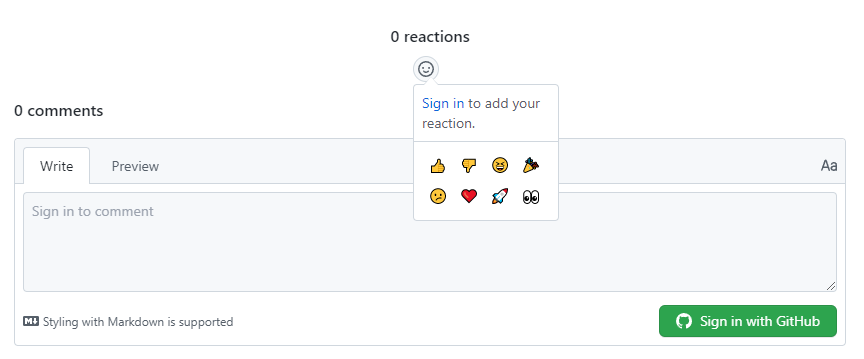 0 reactions
Sign in to add your
reaction.
0 comments
Write
Preview
Aa
Sign in to comment
Styling with Markdown is supported
Sign in with GitHub